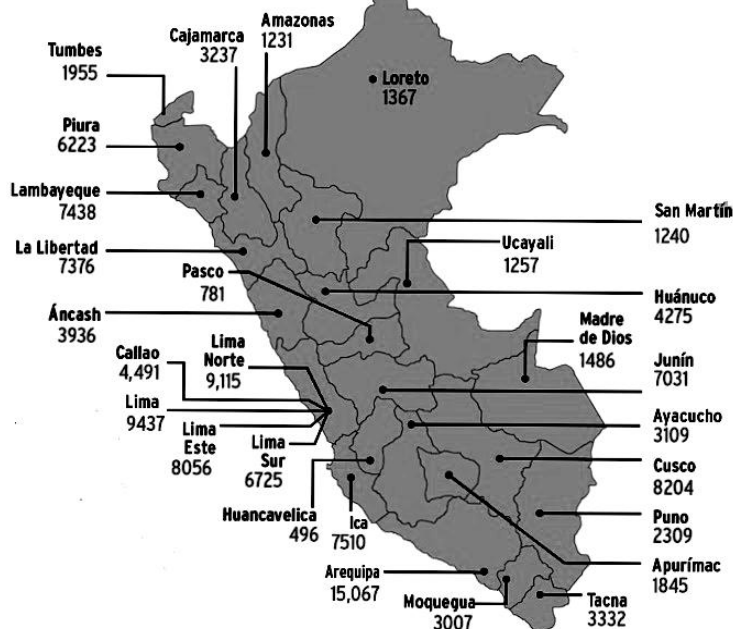 Amazonas
1231
Cajamarca
3237
Tumbes
1955
Loreto
1367
Piura
6223
Lambayeque
7438
San Martín
1240
La Libertad
7376
Ucayali
1257
Pasco
781
Huánuco
4275
Áncash
3936
Madre
de Dios
1486
Callao
4,491
Lima
Norte
9,115
Junín
7031
Lima
9437
Ayacucho
3109
Lima
Este
8056
Lima
Sur
6725
Cusco
8204
Huancavelica
496
Ica
7510
Puno
2309
Apurímac
1845
Arequipa
15,067
Moquegua
3007
Tacna
3332